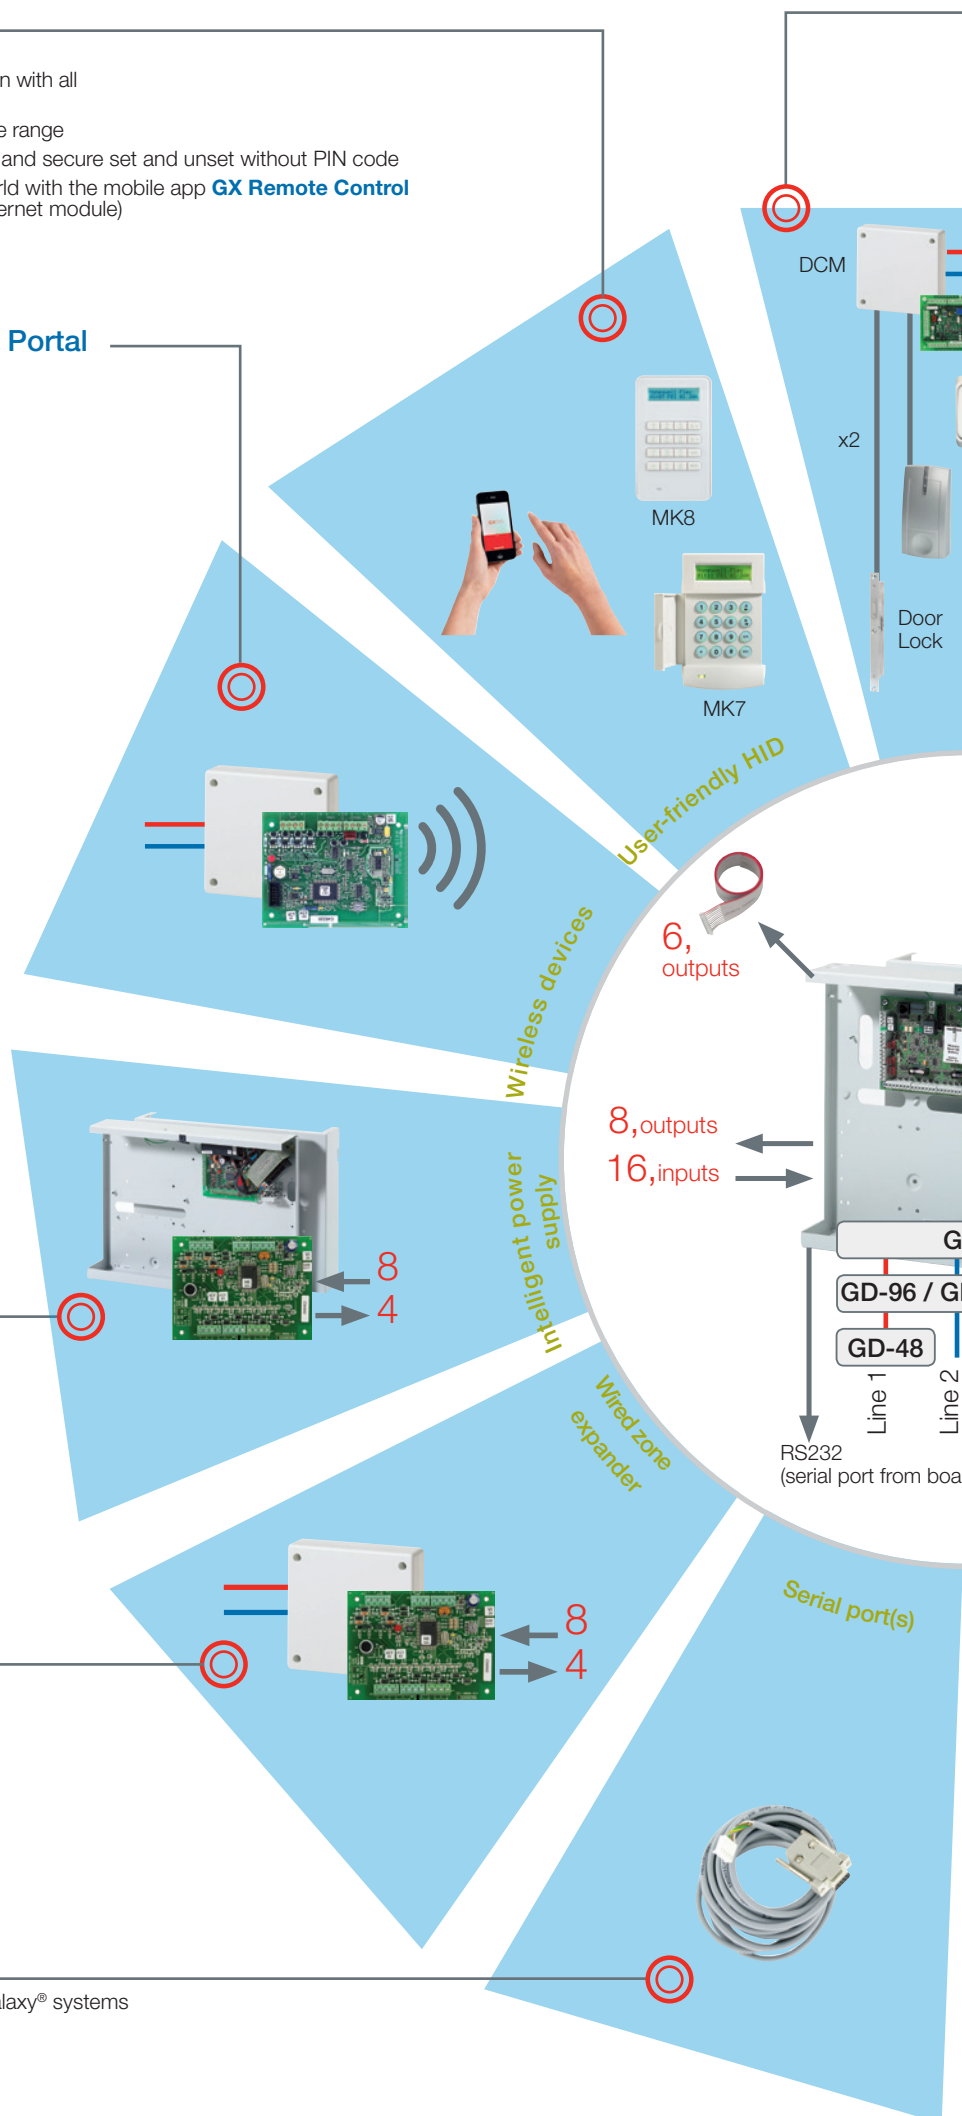 n with all
e range
and secure set and unset without PIN code
rld with the mobile app GX Remote Control
ernet module)
Portal
DCM
x2
Door
Lock
MK8
MK7
User-friendly HID
Wireless devices
Intelligent power
supply
Wired zone
expander
Serial port(s)
6,
outputs
8,outputs
16,inputs
8
4
8
4
G
GD-96 / G
GD-48
Line 1
Line 2
RS232
(serial port from boa
alaxy® systems